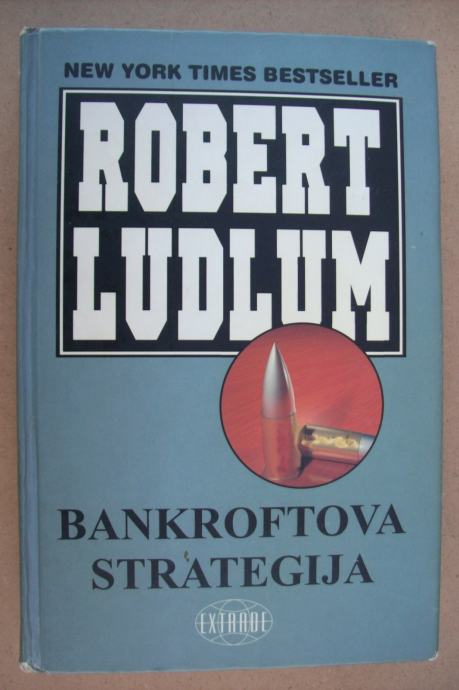 NEW YORK TIMES BESTSELLER
ROBERT
LUDLUM
BANKROFTOVA
STRATEGIJA
EXTRADE